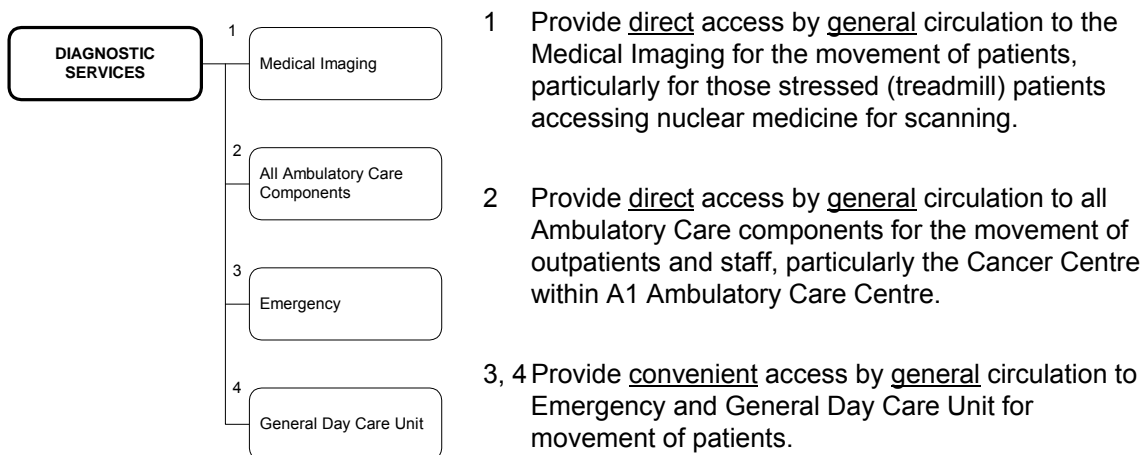 DIAGNOSTIC
SERVICES
1
Medical Imaging
2
All Ambulatory Care
Components
3
Emergency
4
General Day Care Unit
1 Provide direct access by general circulation to the
Medical Imaging for the movement of patients,
particularly for those stressed (treadmill) patients
accessing nuclear medicine for scanning.
2 Provide direct access by general circulation to all
Ambulatory Care components for the movement of
outpatients and staff, particularly the Cancer Centre
within A1 Ambulatory Care Centre.
3, 4 Provide convenient access by general circulation to
Emergency and General Day Care Unit for
movement of patients.